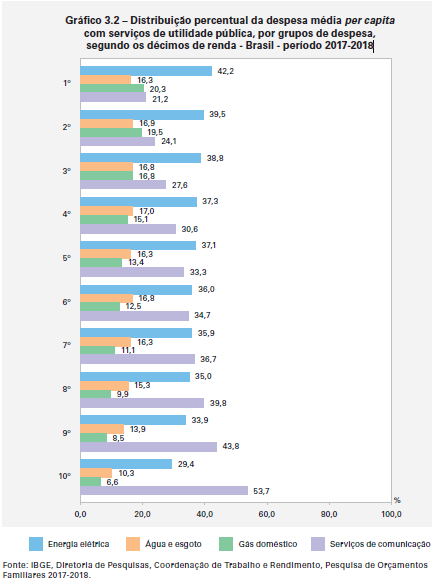 Gráfico 3.2 – Distribuição percentual da despesa média per capita
com serviços de utilidade pública, por grupos de despesa,
segundo os décimos de renda - Brasil - período 2017-2018
1º
42,2
16,3
20,3
21,2
2º
39,5
16,9
19,5
24,1
3º
38,8
16,8
16,8
27,6
4º
37,3
17,0
15,1
30,6
5º
37,1
16,3
13,4
33,3
6º
36,0
16,8
12,5
34,7
7º
35,9
16,3
11,1
36,7
8º
35,0
15,3
9,9
39,8
9º
33,9
13,9
8,5
43,8
10º
29,4
10,3
6,6
53,7
%
0,0 20,0 40,0 60,0 80,0 100,0
Energia elétrica Água e esgoto Gás doméstico Serviços de comunicação
Fonte: IBGE, Diretoria de Pesquisas, Coordenação de Trabalho e Rendimento, Pesquisa de Orçamentos
Familiares 2017-2018.